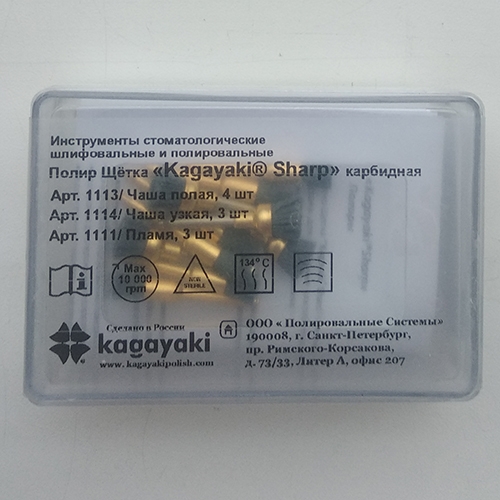 Инструменты стоматологические
шлифовальные и полировальные
Полир Щётка «Kagayaki® Sharp» карбидная
Арт. 1113/ Чаша полая, 4 шт
Арт. 1114/ Чаша узкая, 3 шт
Арт. 1111/ Пламя, 3 шт
Max
10 000
rpm
NON
STERILE
134° C
Сделано в России
kagayaki
www.kagayakipolish.com
ООО « Полировальные Системы»
190008, г. Санкт-Петербург,
пр. Римского-Корсакова,
д. 73/33, Литер А, офис 207